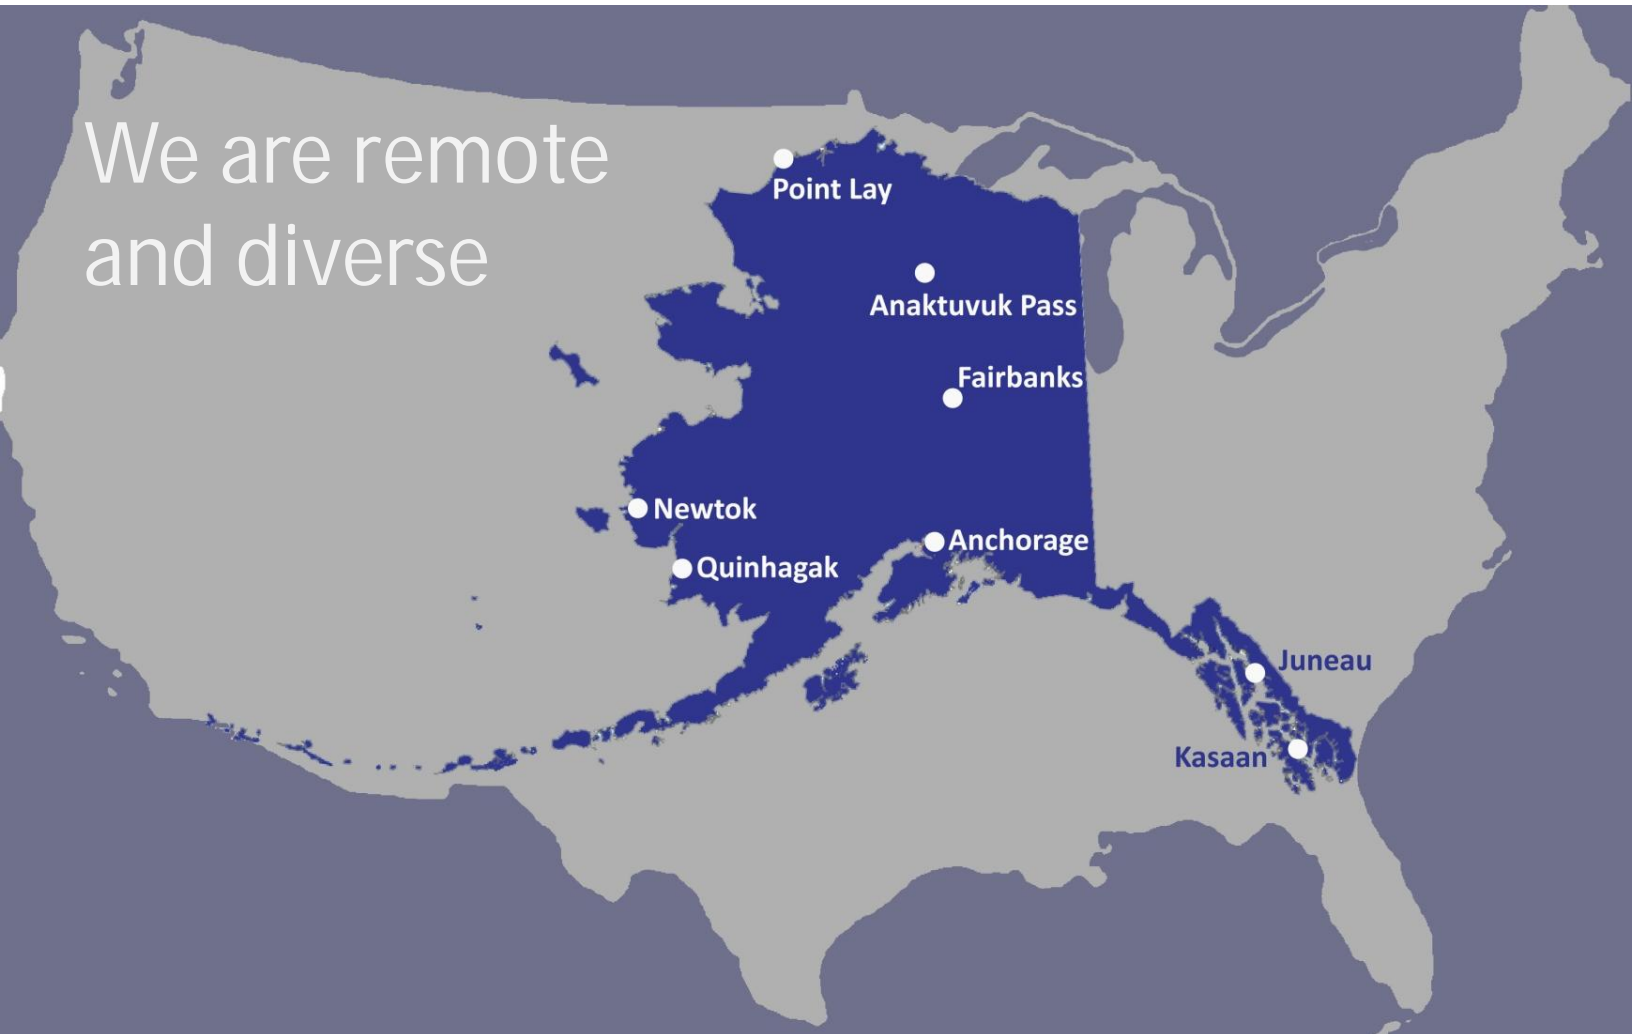 We are remote
and diverse
Point Lay
Anaktuvuk Pass
Fairbanks
Newtok
Anchorage
Quinhagak
Juneau
Kasaan